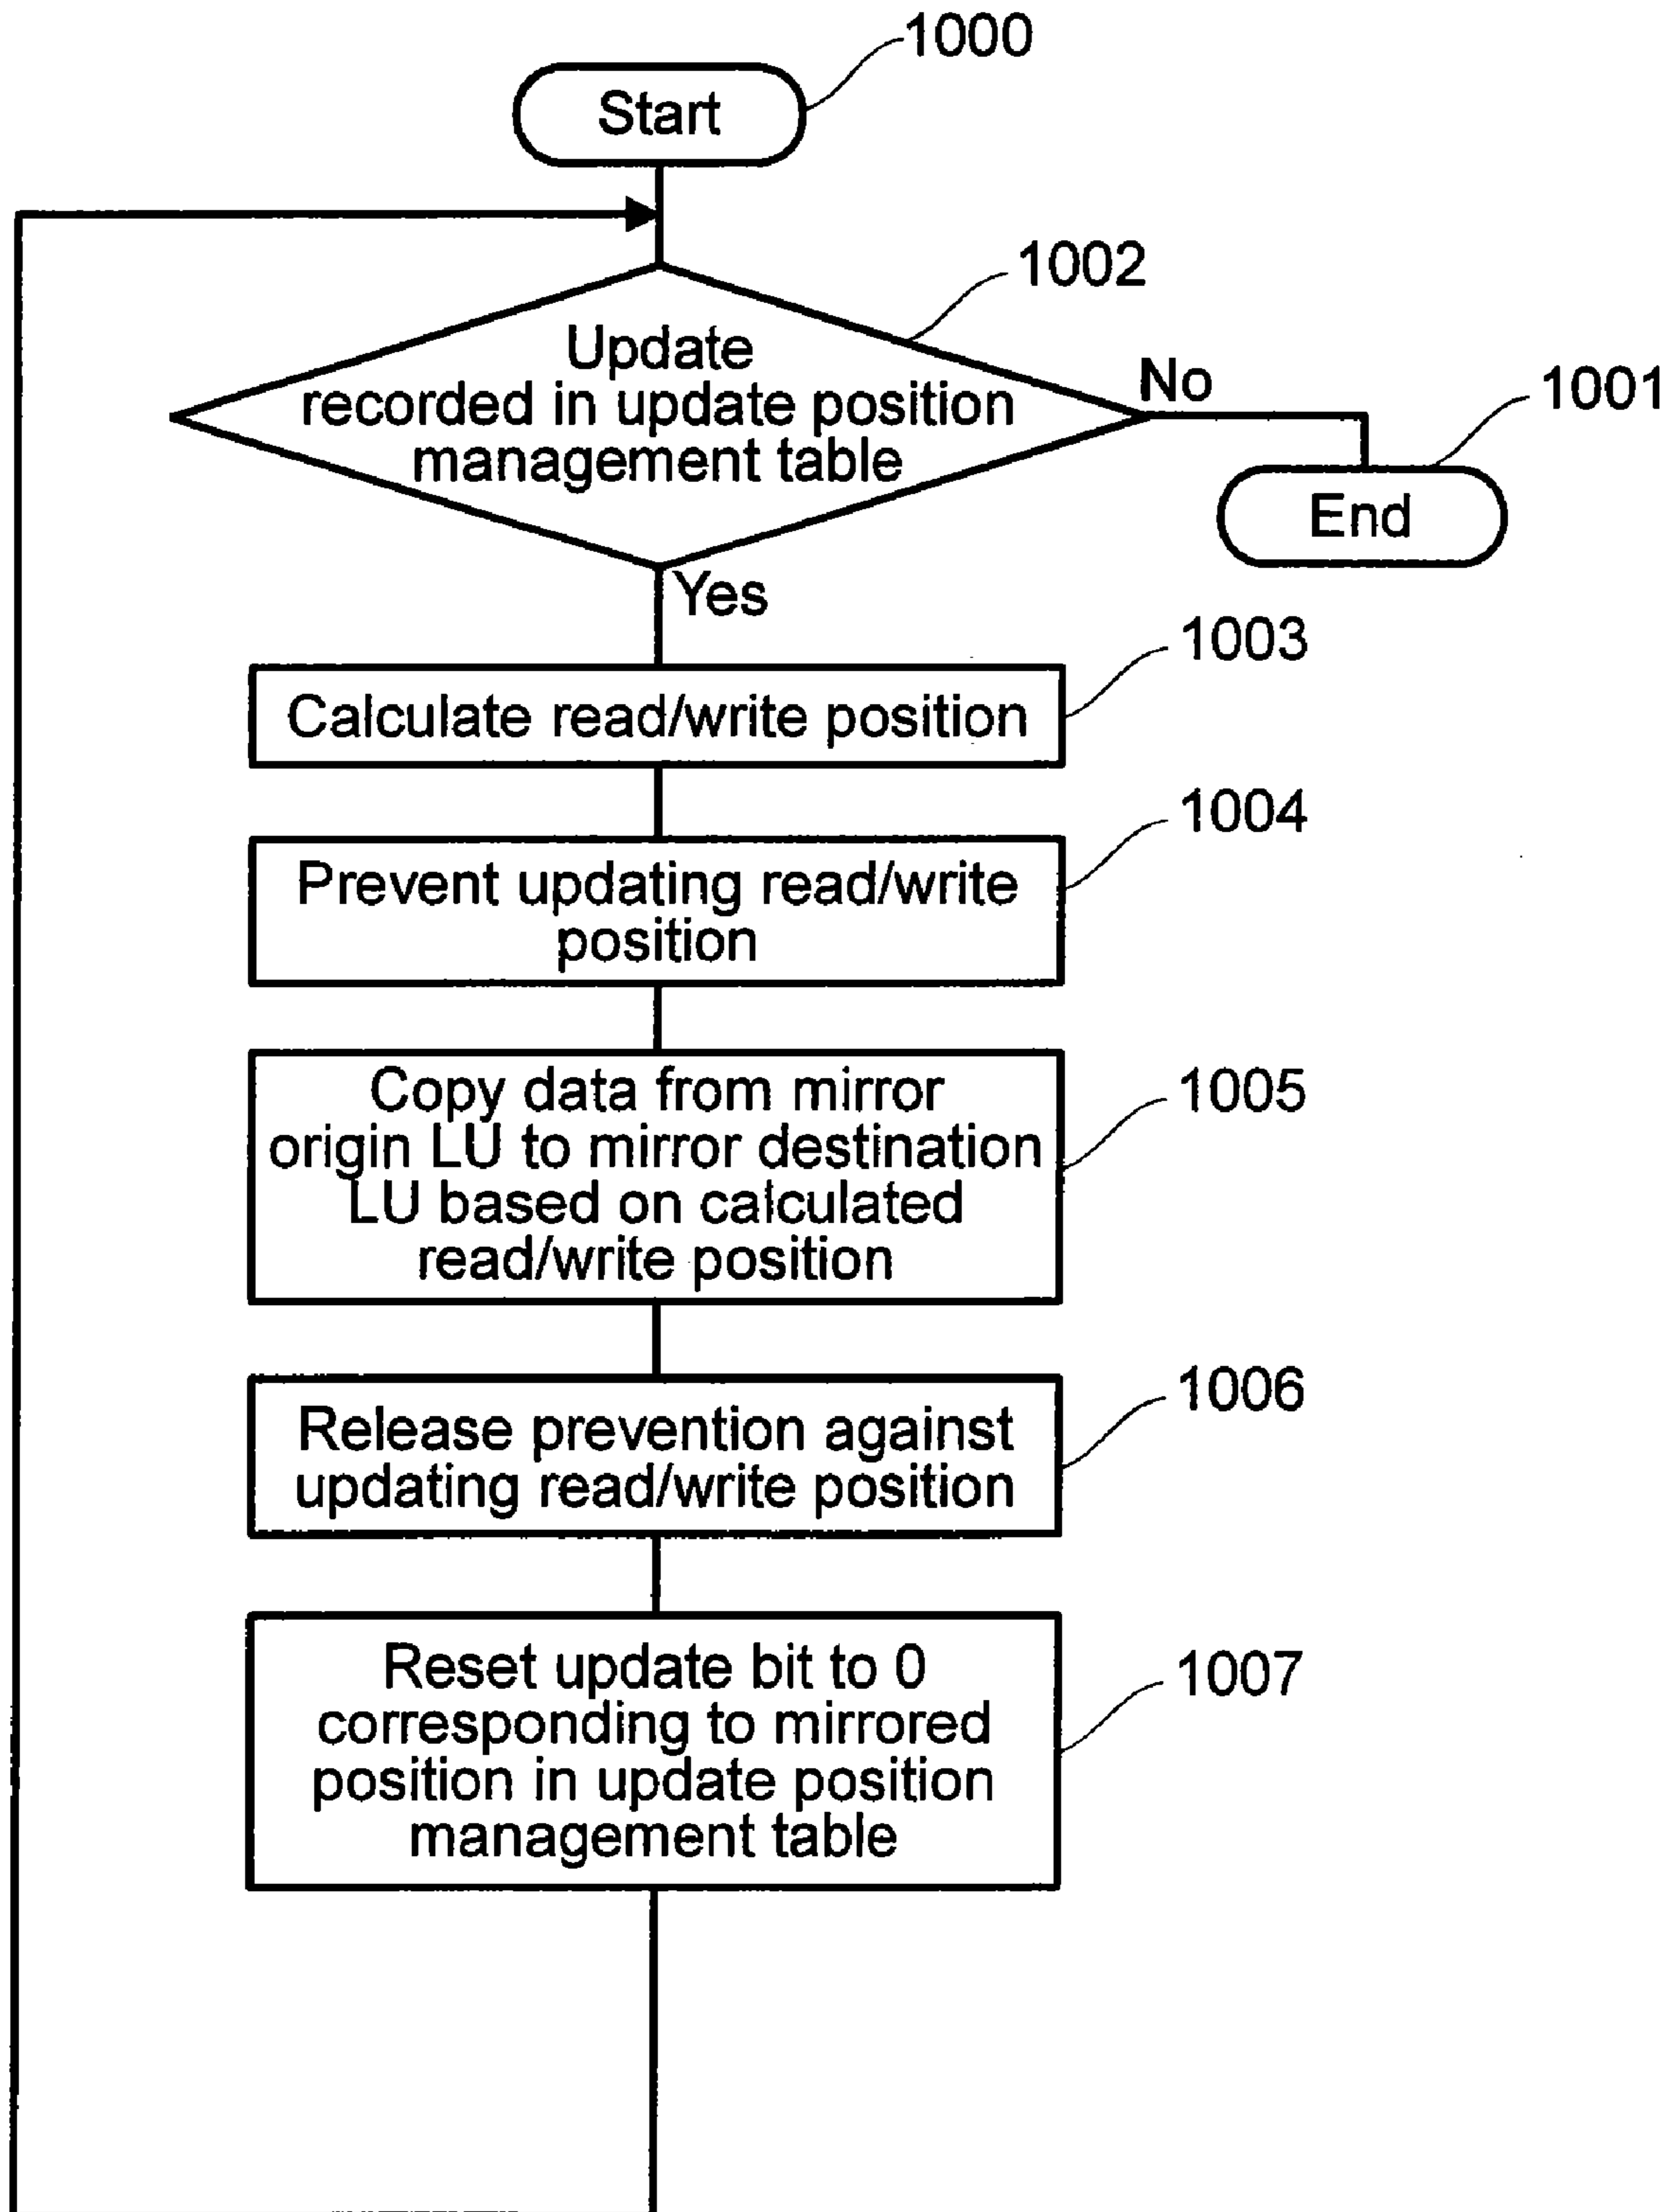 1000
Start
1002
Update
recorded in update position
management table
No
1001
End
Yes
1003
Calculate read/write position
1004
Prevent updating read/write
position
1005
Copy data from mirror
origin LU to mirror destination
LU based on calculated
read/write position
1006
Release prevention against
updating read/write position
1007
Reset update bit to 0
corresponding to mirrored
position in update position
management table